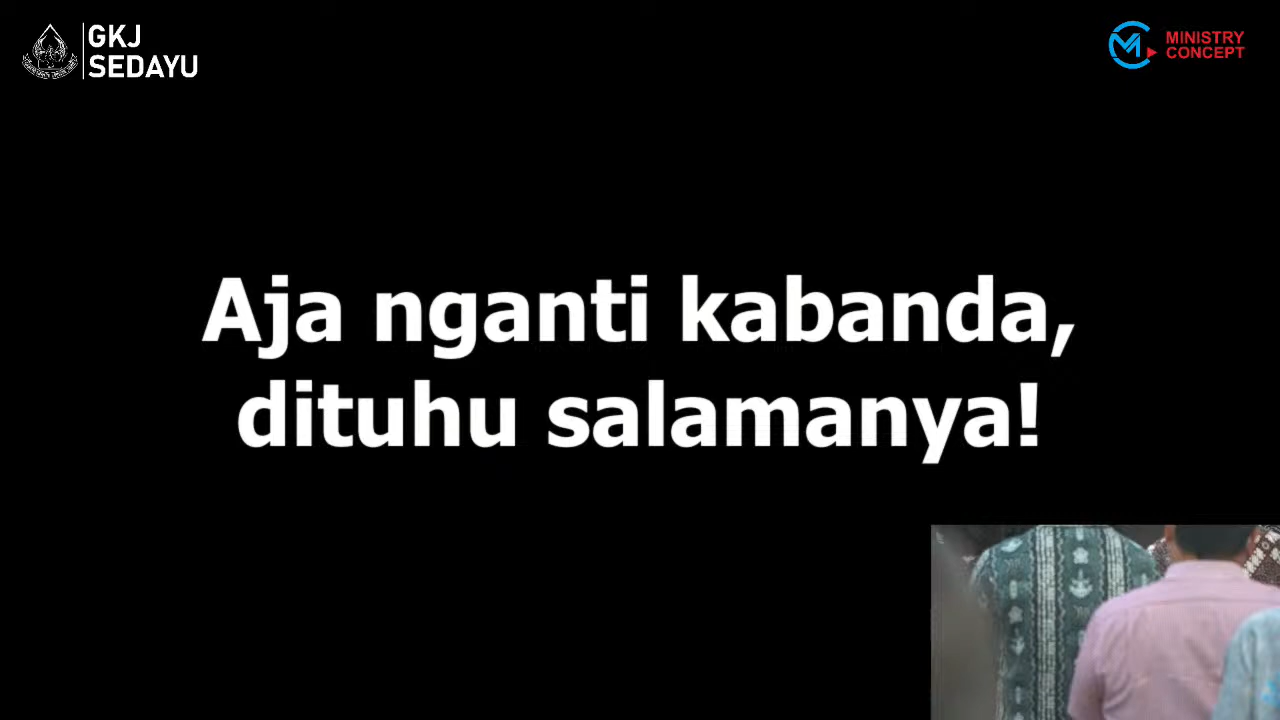 GKJ
SEDAYU
MINISTRY
CONCEPT
Aja nganti kabanda,
dituhu salamanya!